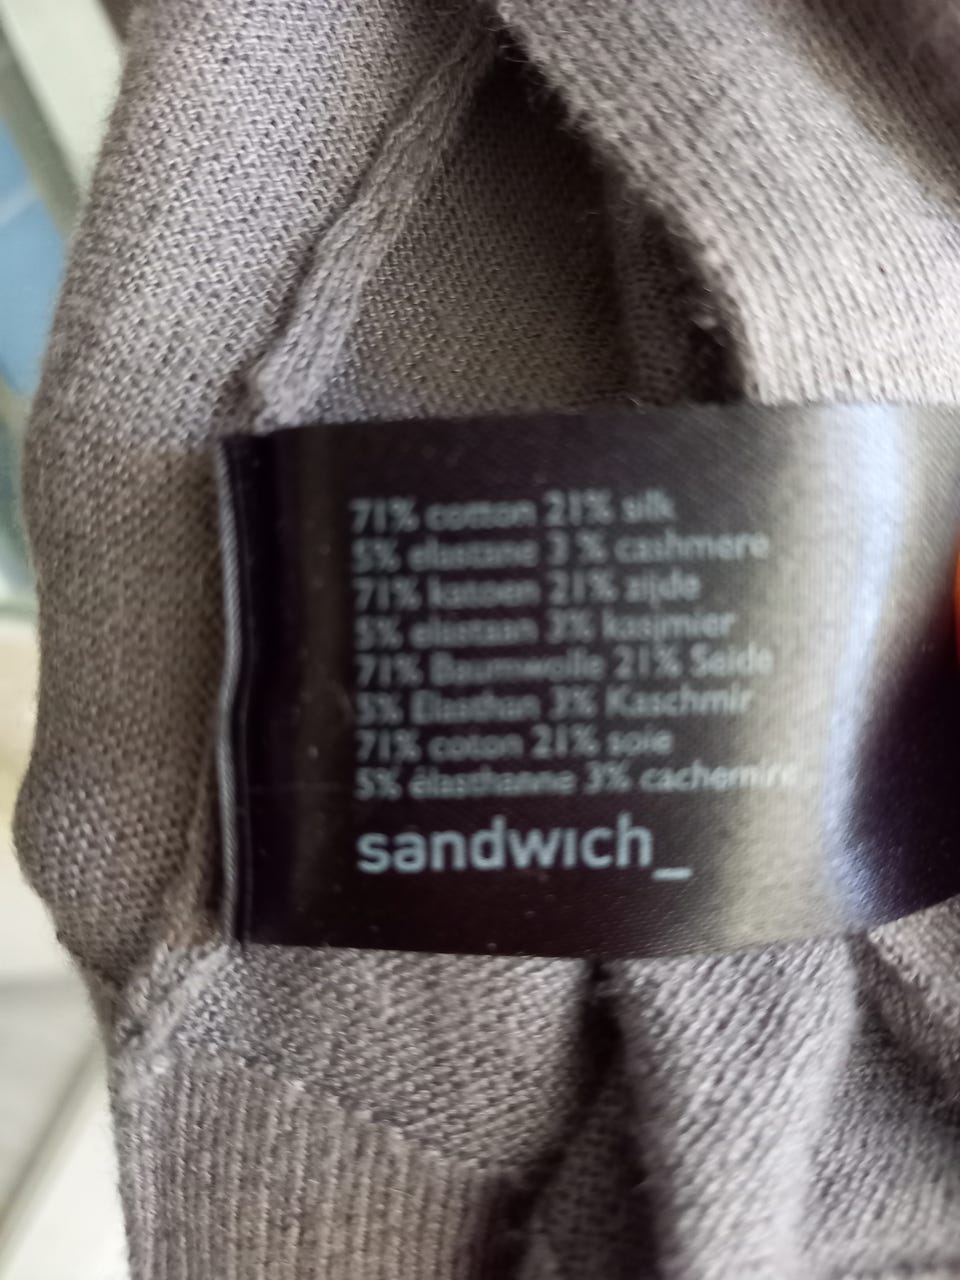 71% cotton 21% silk
5% elastane 3 % cashmere
71% katoen 21% zijde
5% elastaan 3% kasjmier
71% Baumwolle 21% Seide
5% Elasthan 3% Kaschmir
71% coton 21% soie
5% élasthanne 3% cachemire
sandwich_